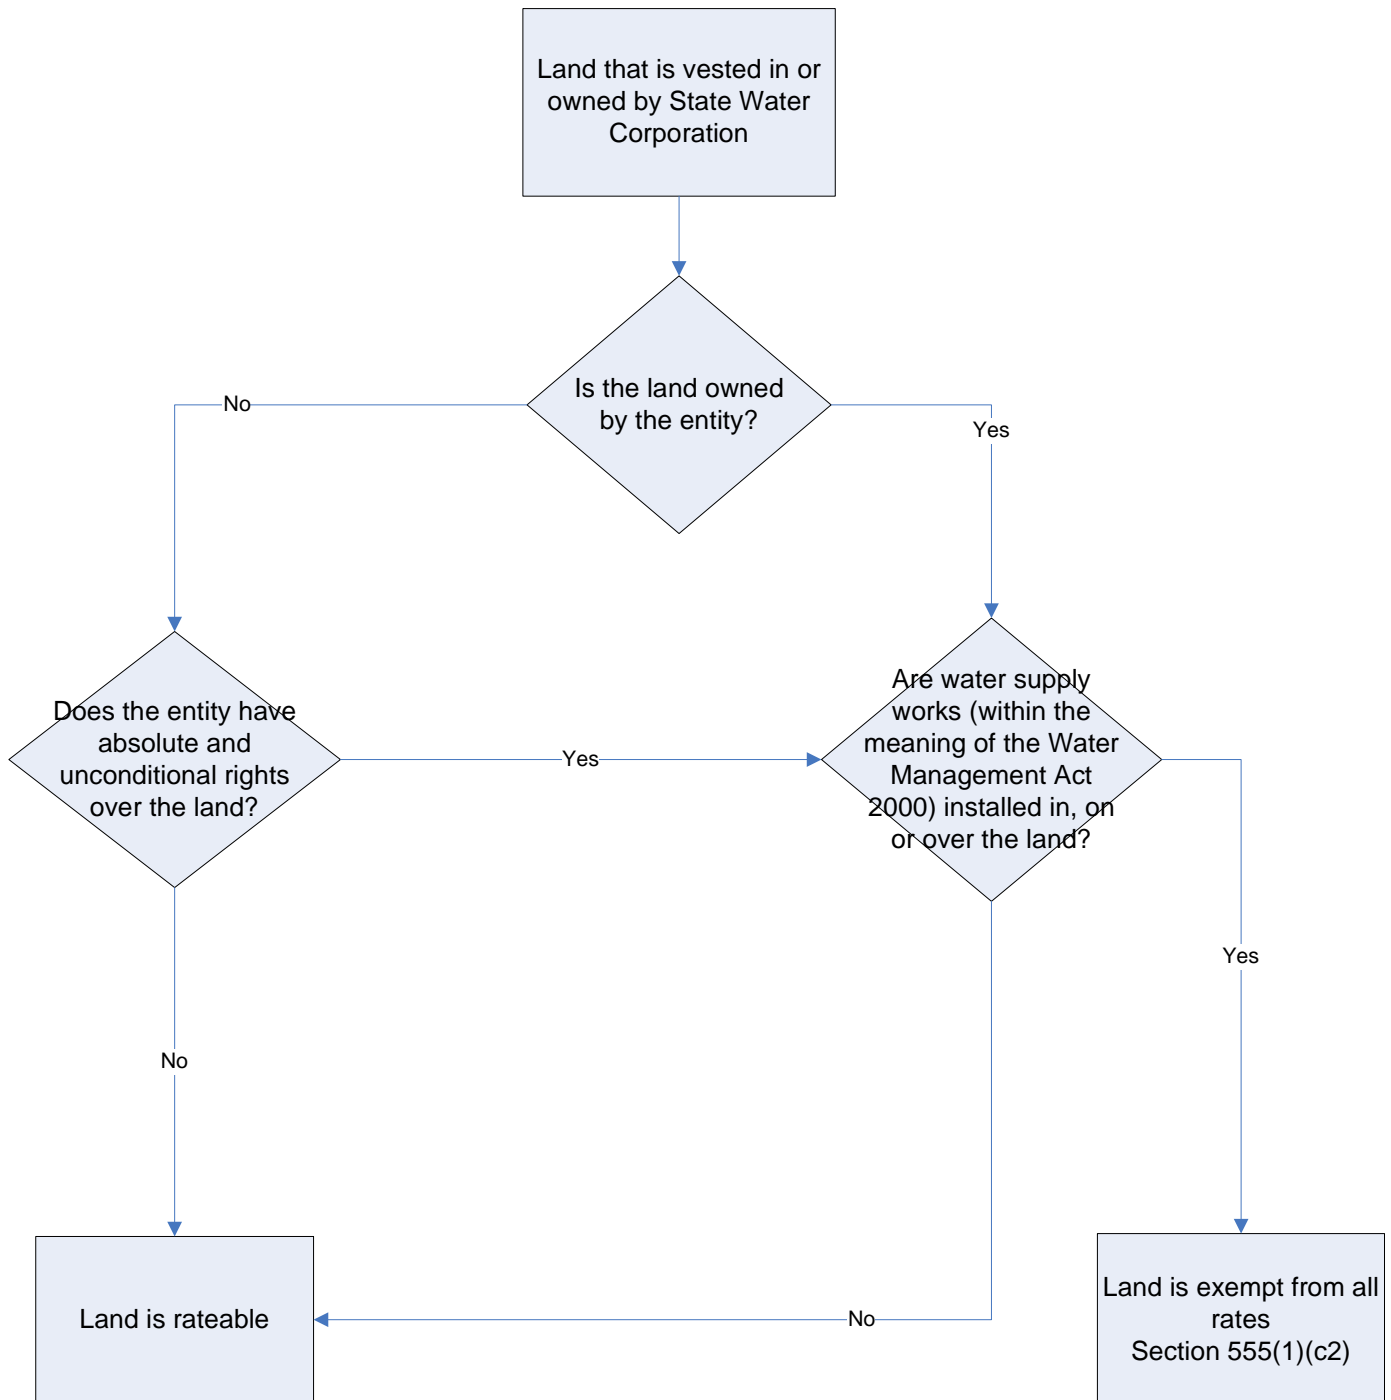 Land that is vested in or
owned by State Water
Corporation
Is the land owned
by the entity?
No
Yes
Does the entity have
absolute and
unconditional rights
over the land?
Yes
Are water supply
works (within the
meaning of the Water
Management Act
2000) installed in, on
or over the land?
Yes
No
Land is rateable
No
Land is exempt from all
rates
Section 555(1)(c2)